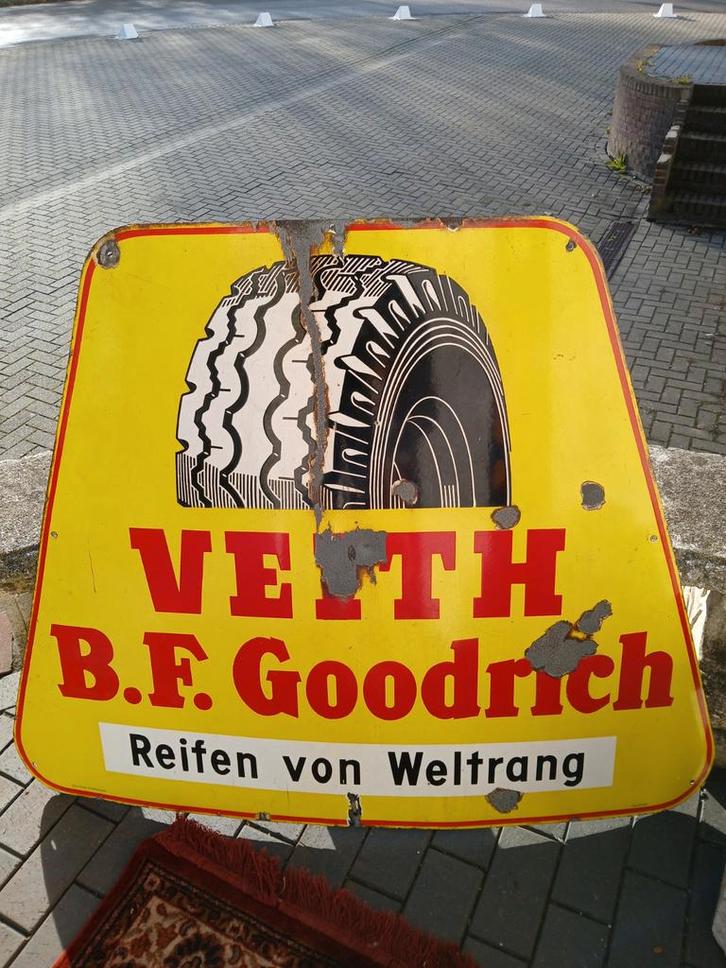 VEITH
B.F. Goodrich
Reifen von Weltrang